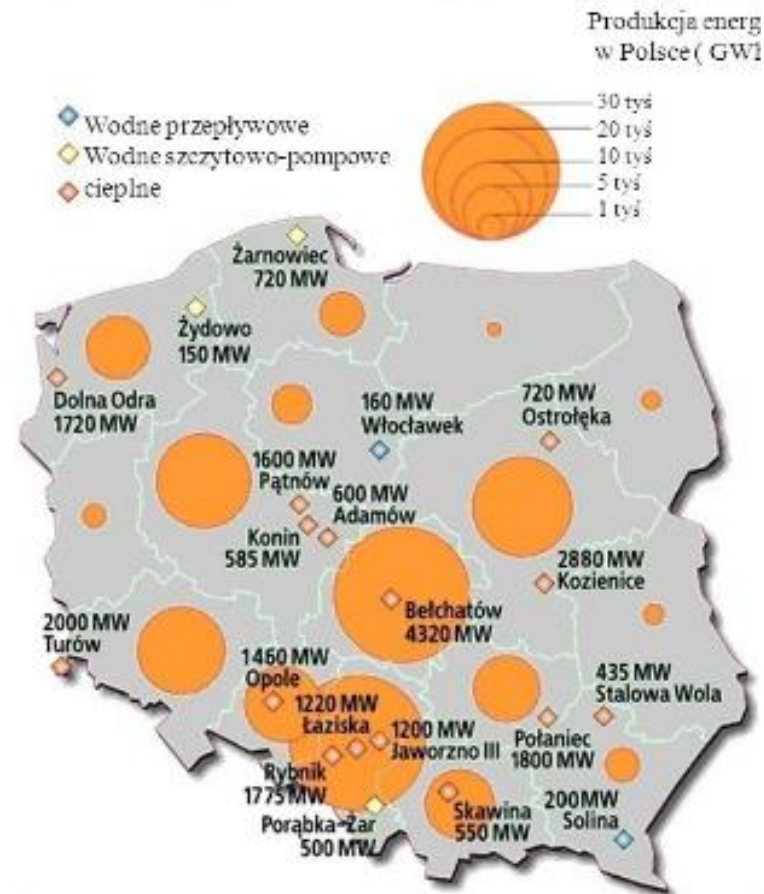 Produkcja energ
w Polsce ( GWh
30 tyś
20 tyś
10 tyś
5 tyś
1 tyś
Wodne przepływowe
Wodne szczytowo-pompowe
cieplne
Żarnowiec
720 MW
Żydowo
150 MW
Dolna Odra
1720 MW
160 MW
Włocławek
720 MW
Ostrołęka
1600 MW
Pątnów
600 MW
Adamów
Konin
585 MW
2880 MW
Kozienice
Bełchatów
4320 MW
2000 MW
Turów
1460 MW
Opole
1220 MW
Łaziska
1200 MW
Jaworzno III
Rybnik
1775 MW
Porąbka-Żar
500 MW
435 MW
Stalowa Wola
Połaniec
1800 MW
Skawina
550 MW
200 MW
Solina